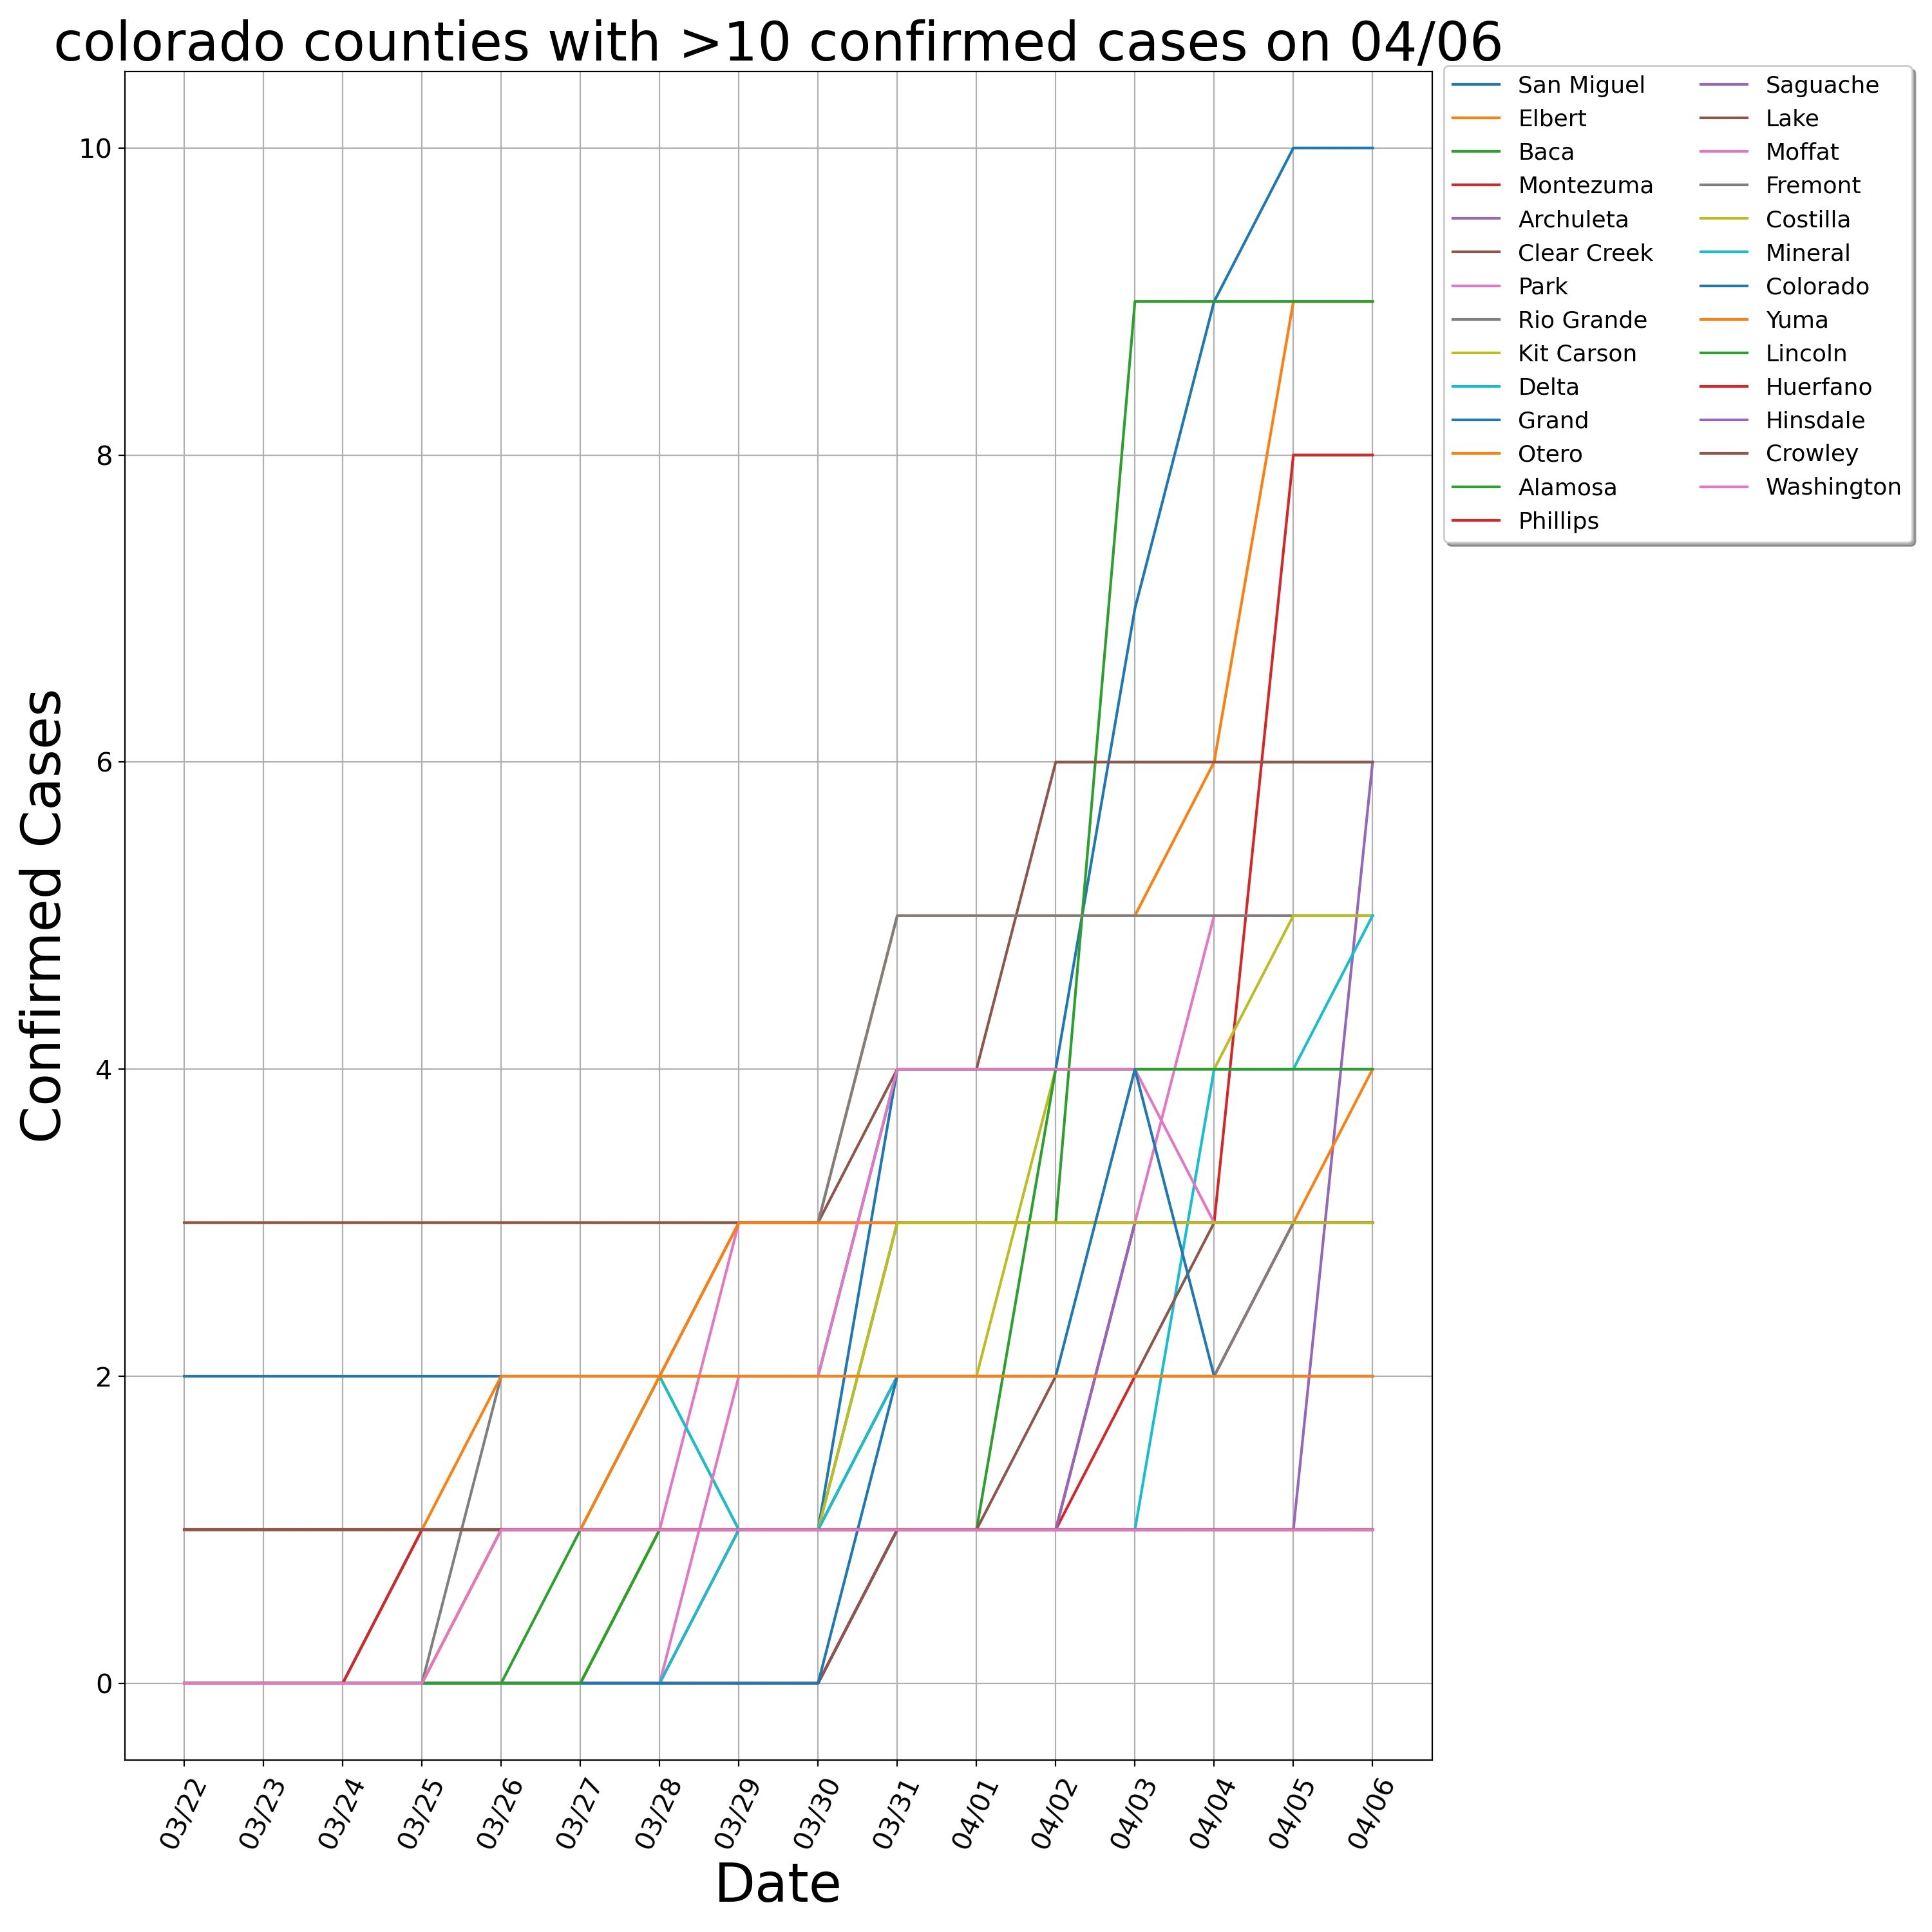 colorado counties with >10 confirmed cases on 04/06
San Miguel
Elbert
Baca
Montezuma
Archuleta
Clear Creek
Park
Rio Grande
Kit Carson
Delta
Grand
Otero
Alamosa
Phillips
Saguache
Lake
Moffat
Fremont
Costilla
Mineral
Colorado
Yuma
Lincoln
Huerfano
Hinsdale
Crowley
Washington
Confirmed Cases
10
8
6
4
2
0
03/22
03/23
03/24
03/25
03/26
03/27
03/28
03/29
03/30
03/31
04/01
04/02
04/03
04/04
04/05
04/06
Date